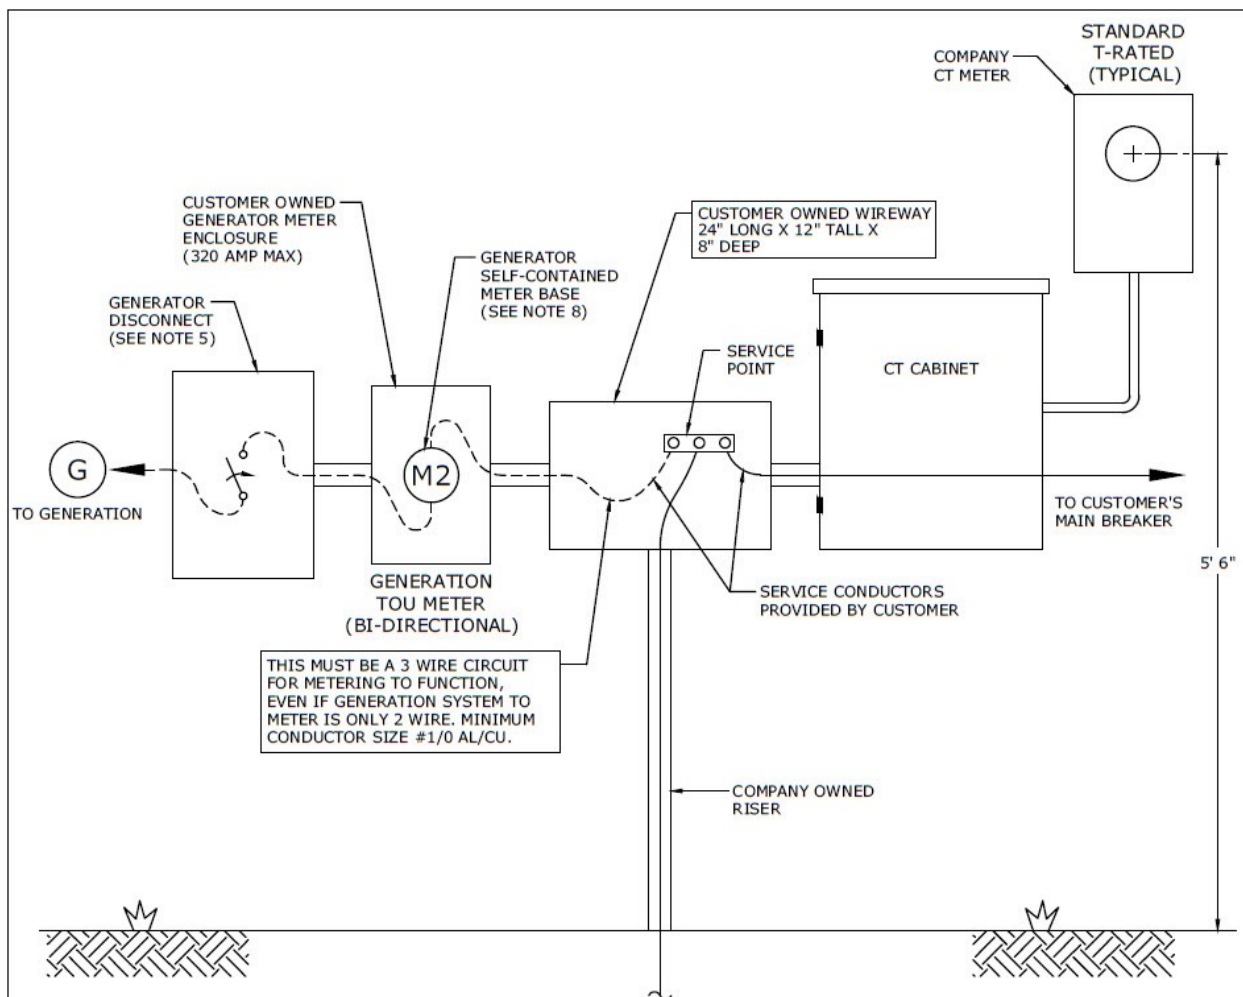 STANDARD
T-RATED
(TYPICAL)
COMPANY
CT METER
CUSTOMER OWNED
GENERATOR METER
ENCLOSURE
(320 AMP MAX)
CUSTOMER OWNED WIREWAY
24" LONG X 12" TALL X
8" DEEP
GENERATOR
SELF-CONTAINED
METER BASE
(SEE NOTE 8)
GENERATOR
DISCONNECT
(SEE NOTE 5)
SERVICE
POINT
CT CABINET
G
M2
TO GENERATION
TO CUSTOMER'S
MAIN BREAKER
5' 6"
GENERATION
TOU METER
(BI-DIRECTIONAL)
SERVICE CONDUCTORS
PROVIDED BY CUSTOMER
THIS MUST BE A 3 WIRE CIRCUIT
FOR METERING TO FUNCTION,
EVEN IF GENERATION SYSTEM TO
METER IS ONLY 2 WIRE. MINIMUM
CONDUCTOR SIZE #1/0 AL/CU.
COMPANY OWNED
RISER